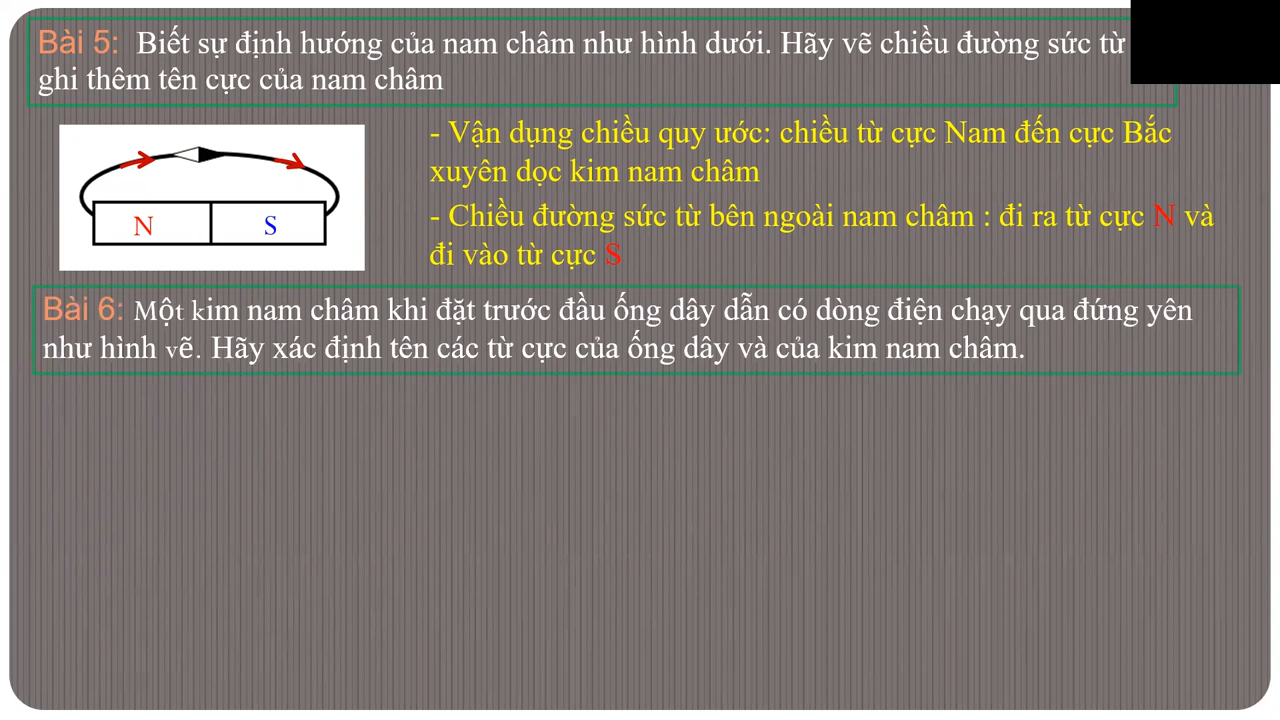 Bài 5: Biết sự định hướng của nam châm như hình dưới. Hãy vẽ chiều đường sức từ
ghi thêm tên cực của nam châm
- Vận dụng chiều quy ước: chiều từ cực Nam đến cực Bắc
xuyên dọc kim nam châm
- Chiều đường sức từ bên ngoài nam châm : đi ra từ cực N và
đi vào từ cực S
N S
Bài 6: Một kim nam châm khi đặt trước đầu ống dây dẫn có dòng điện chạy qua đứng yên
như hình vẽ. Hãy xác định tên các từ cực của ống dây và của kim nam châm.